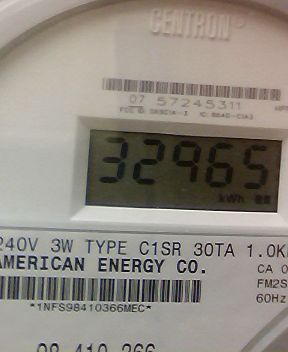 CENTRON®
07 57245311
32965
kWh
240V 3W TYPE C1SR 30TA 1.0K
AMERICAN ENERGY CO.
CA 0
FM2S
60Hz
*1NFS98410366MEC*